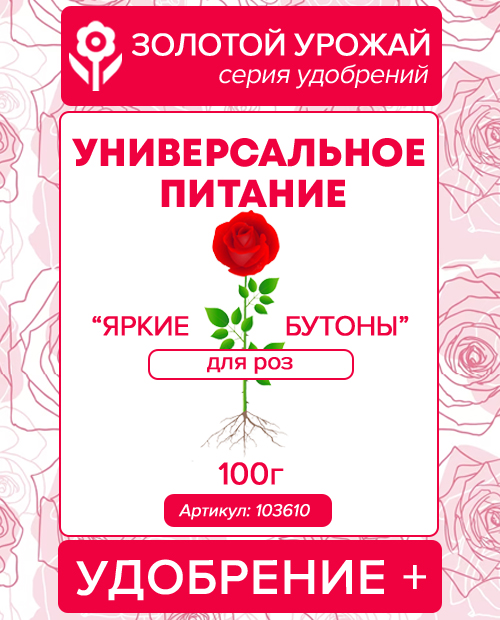 ЗОЛОТОЙ УРОЖАЙ
серия удобрений
УНИВЕРСАЛЬНОЕ
ПИТАНИЕ
“ЯРКИЕ БУТОНЫ”
для роз
100г
Артикул: 103610
УДОБРЕНИЕ +